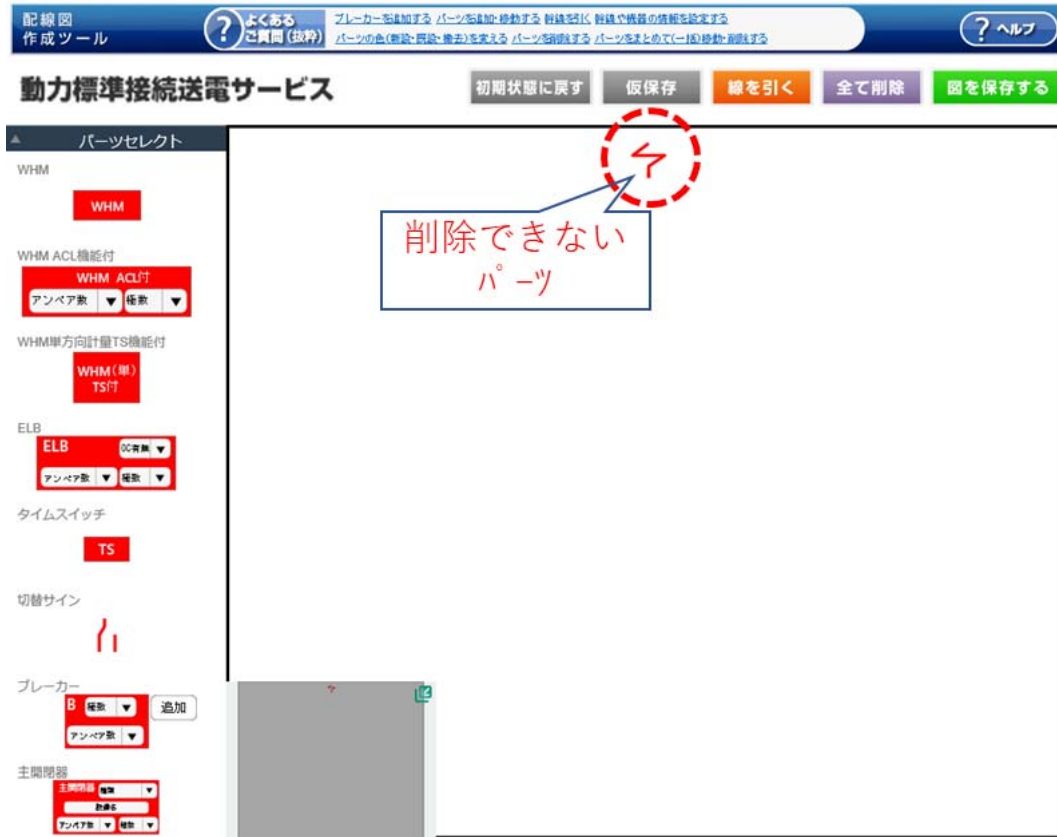 配線図
作成ツール
? よくある
ご質問(抜粋)
ブレーカーを追加する パーツを追加・移動する 幹線を引く 幹線や機器の情報を設定する
パーツの色(新設・既設・撤去)を変える パーツを削除する パーツをまとめて(一括)移動・削除する
? ヘルプ
動力標準接続送電サービス
初期状態に戻す
仮保存
線を引く
全て削除
図を保存する
パーツセレクト
WHM
WHM
WHM ACL機能付
WHM ACL付
アンペア数
極数
WHM単方向計量TS機能付
WHM(単)
TS付
ELB
ELB
OC有無
アンペア数
極数
タイムスイッチ
TS
切替サイン
ブレーカー
B
極数
追加
アンペア数
主開閉器
主開閉器
種類
アンペア数
極数
削除できない
ﾊﾟｰﾂ